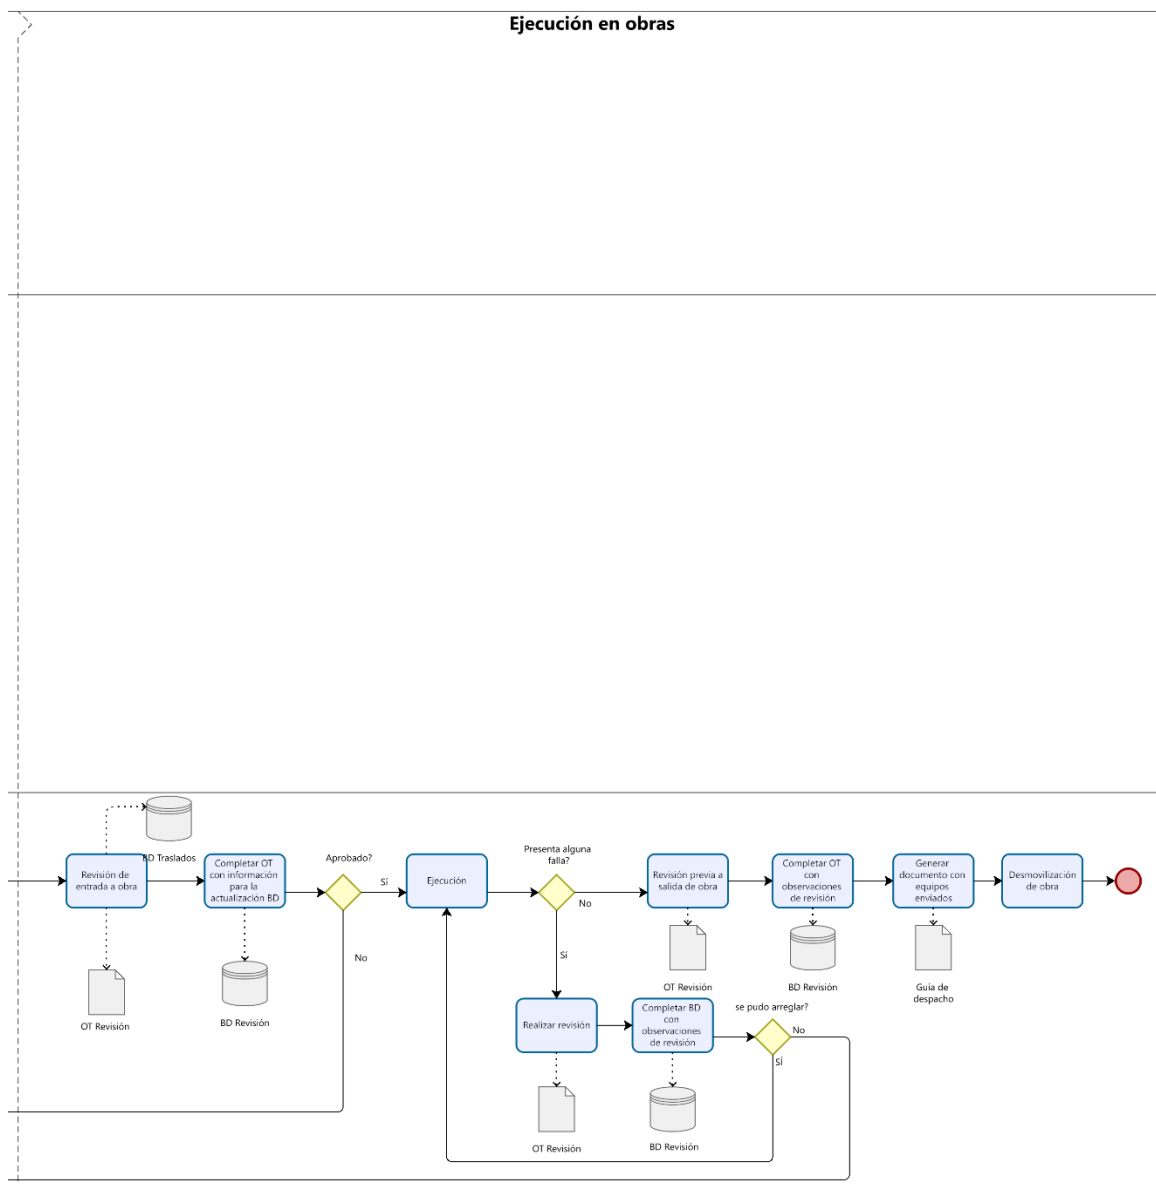 Ejecución en obras
BD Traslados
Revisión de
entrada a obra
Completar OT
con información
para la
actualización BD
Aprobado?
Sí
No
Ejecución
Presenta alguna
falla?
No
Sí
Revisión previa a
salida de obra
Completar OT
con
observaciones
de revisión
Generar
documento con
equipos
enviados
Desmovilización
de obra
OT Revisión
BD Revisión
OT Revisión
BD Revisión
Guía de
despacho
Realizar revisión
Completar BD
con
observaciones
de revisión
se pudo arreglar?
No
SÍ
OT Revisión
BD Revisión